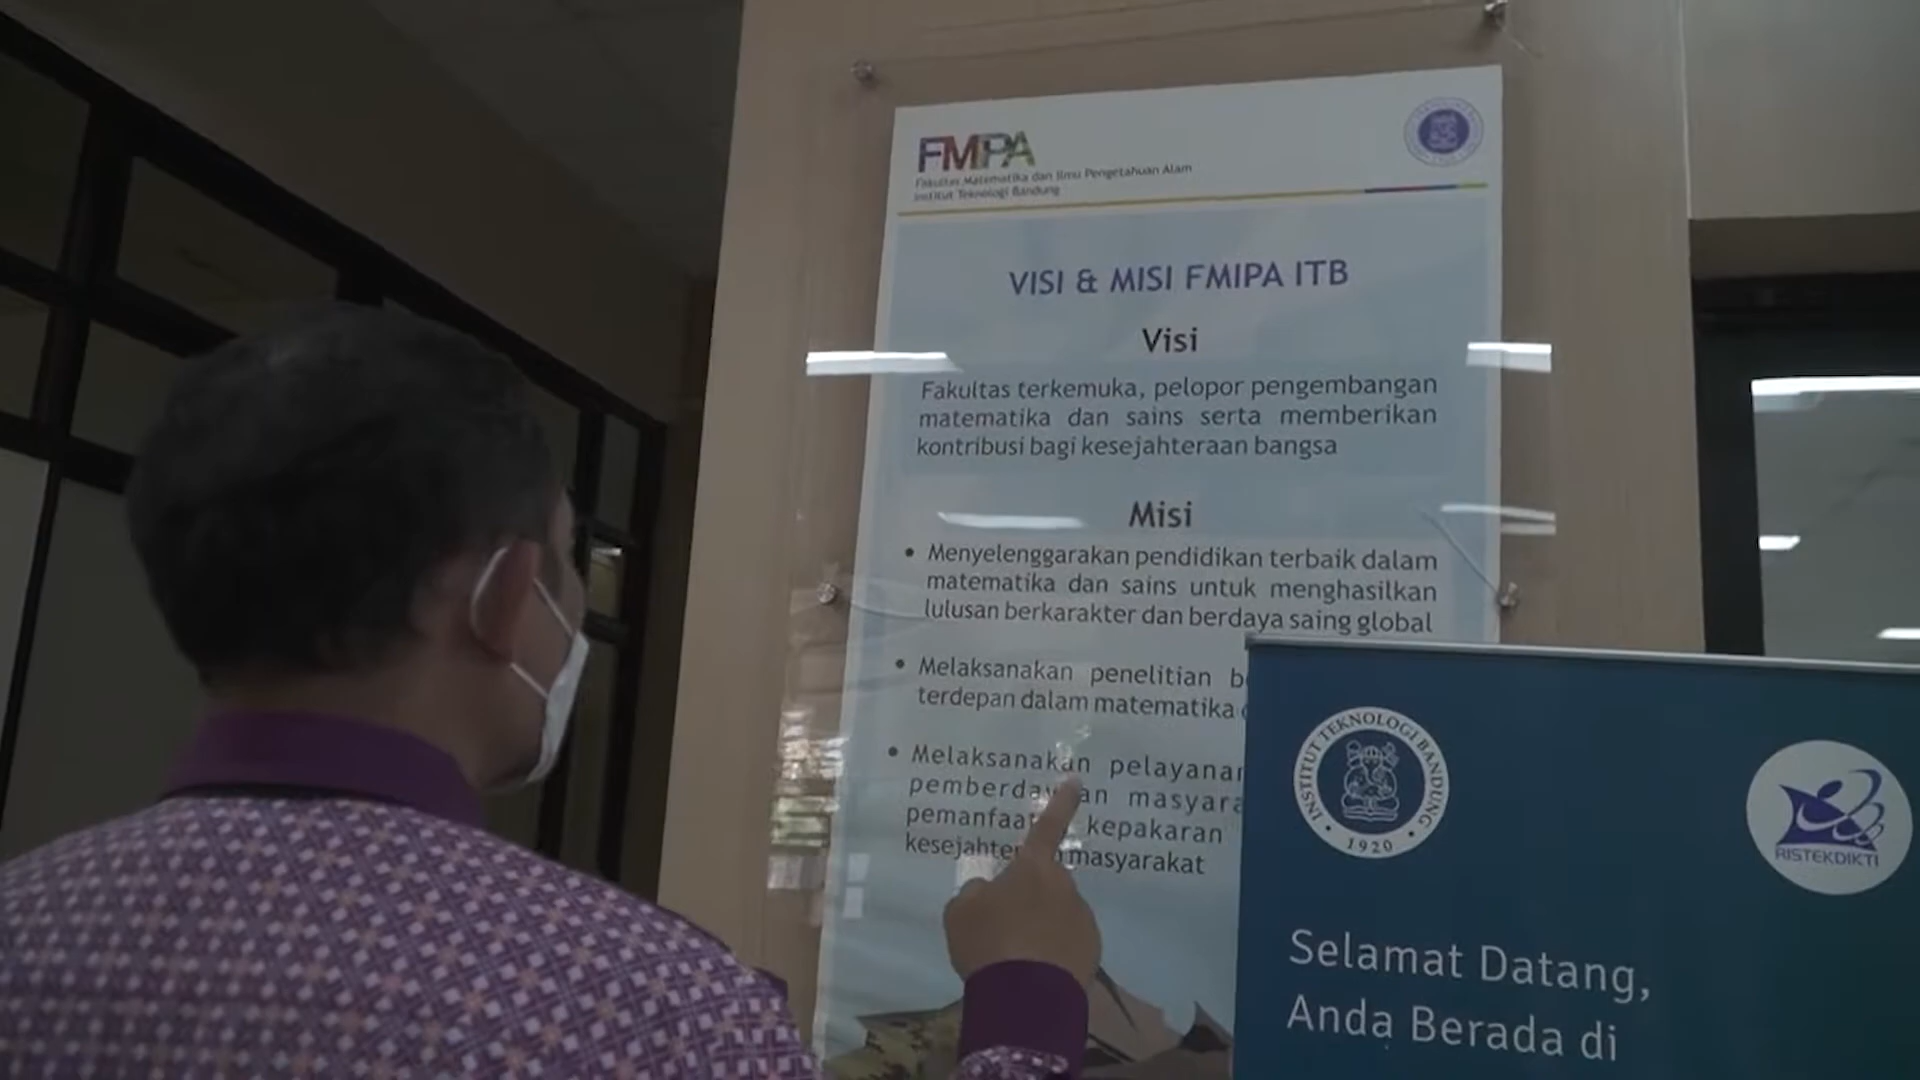 FMIPA
Fakultas Matematika dan Ilmu Pengetahuan Alam
Institut Teknologi Bandung
VISI & MISI FMIPA ITB
Visi
Fakultas terkemuka, pelopor pengembangan
matematika dan sains serta memberikan
kontribusi bagi kesejahteraan bangsa
Misi
• Menyelenggarakan pendidikan terbaik dalam
matematika dan sains untuk menghasilkan
lulusan berkarakter dan berdaya saing global
• Melaksanakan penelitian
terdepan dalam matematika
• Melaksanakan
kepakaran
masyarakat
INSTITUT TEKNOLOGI BANDUNG
• 1920 •
RISTEKDIKTI
Selamat Datang,
Anda Berada di